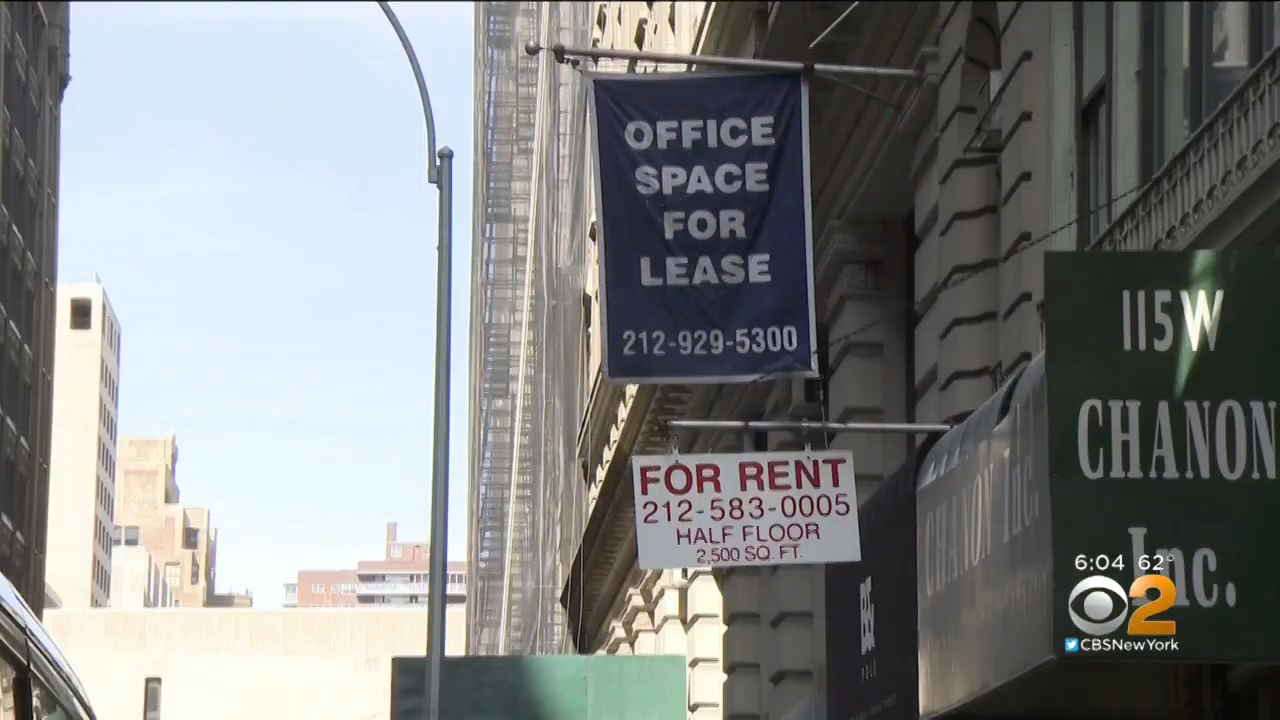 OFFICE
SPACE
FOR
LEASE
212-929-5300
FOR RENT
212-583-0005
HALF FLOOR
2,500 SQ. FT.
115W
CHANON
Inc.
CHANON Inc.
6:04 62°
2
CBSNewYork